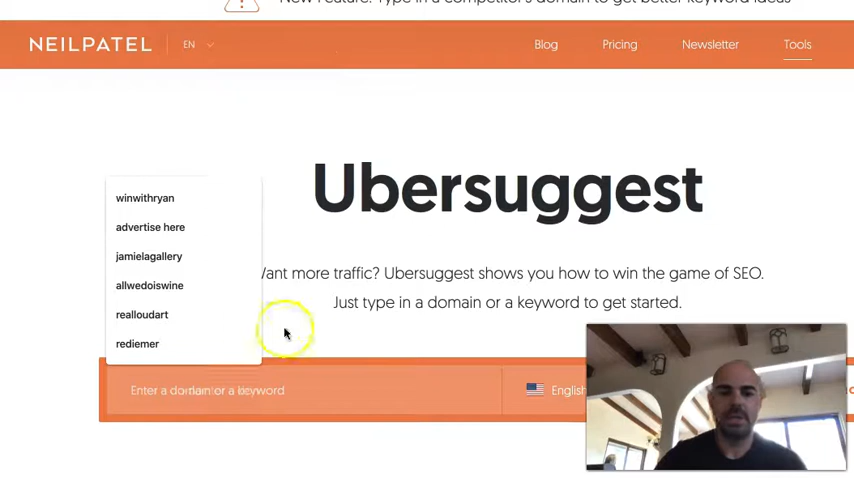 New Feature: Type in a competitor's domain to get better keyword ideas
NEILPATEL
EN
Blog
Pricing
Newsletter
Tools
Ubersuggest
winwithryan
advertise here
jamielagallery
allwedoiswine
realloudart
rediemer
Want more traffic? Ubersuggest shows you how to win the game of SEO.
Just type in a domain or a keyword to get started.
Enter a domain or a keyword
English